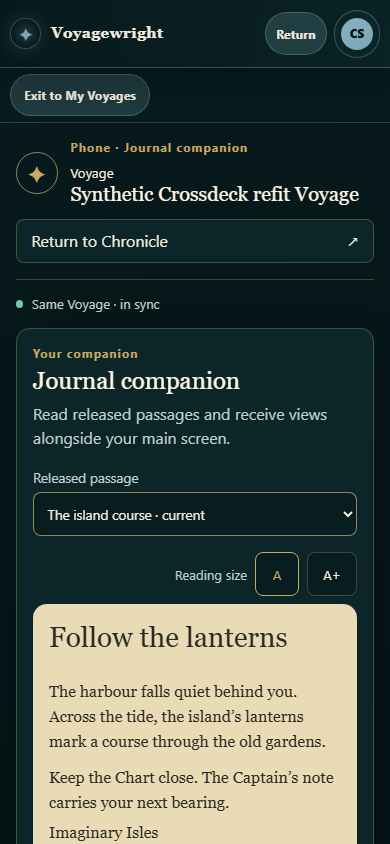 Voyagewright
Return
CS
Exit to My Voyages
Phone · Journal companion
Voyage
Synthetic Crossdeck refit Voyage
Return to Chronicle ↗
Same Voyage · in sync
Your companion
Journal companion
Read released passages and receive views
alongside your main screen.
Released passage
The island course · current
Reading size
A
A+
Follow the lanterns
The harbour falls quiet behind you.
Across the tide, the island’s lanterns
mark a course through the old gardens.
Keep the Chart close. The Captain’s note
carries your next bearing.
Imaginary Isles